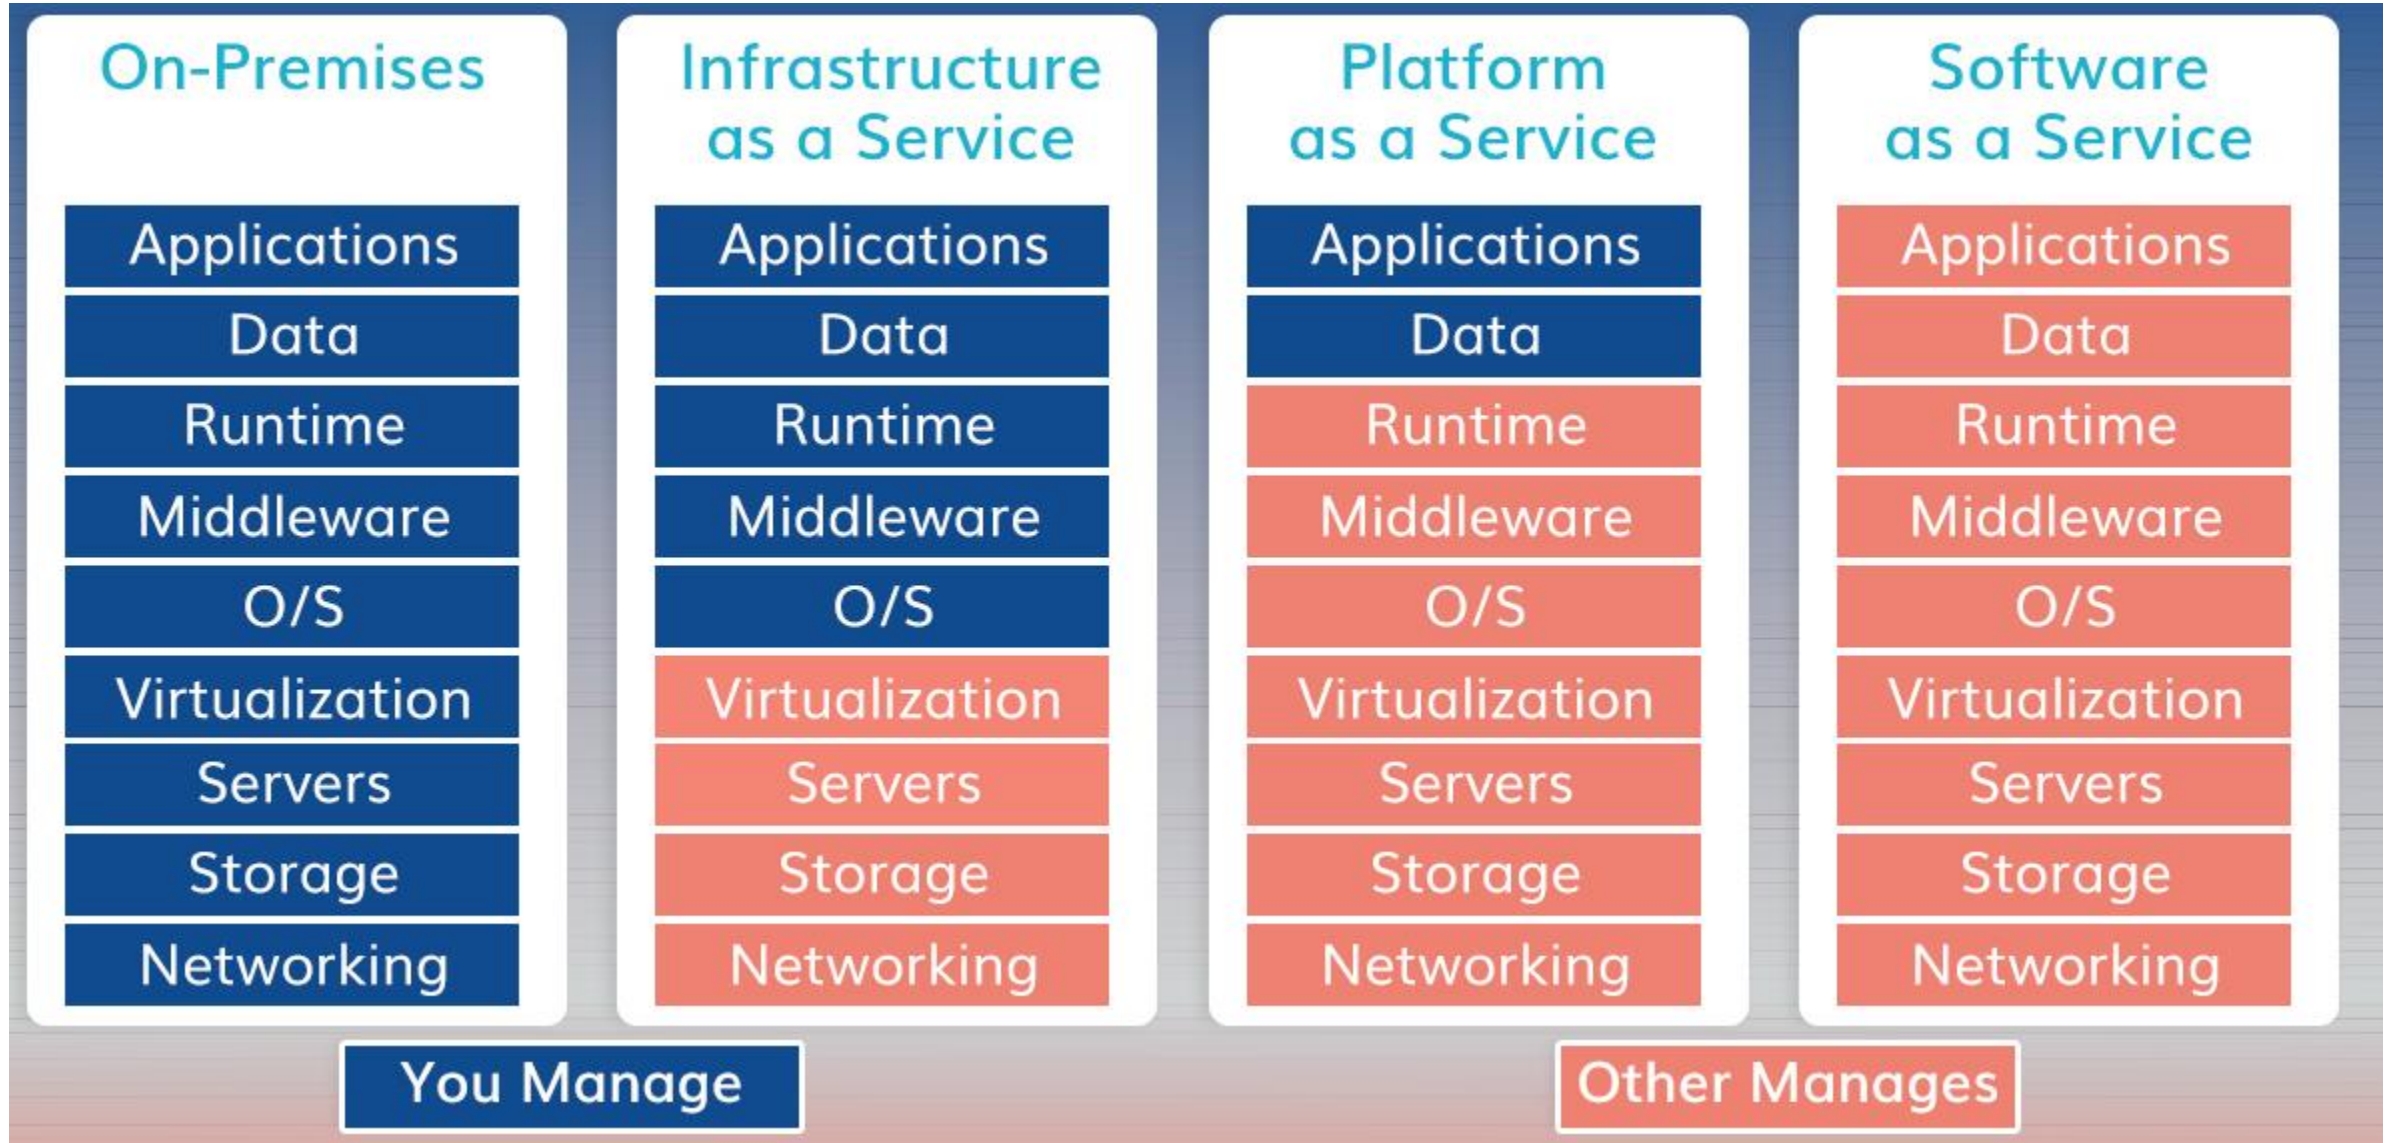 On-Premises
Applications
Data
Runtime
Middleware
O/S
Virtualization
Servers
Storage
Networking
Infrastructure
as a Service
Applications
Data
Runtime
Middleware
O/S
Virtualization
Servers
Storage
Networking
Platform
as a Service
Applications
Data
Runtime
Middleware
O/S
Virtualization
Servers
Storage
Networking
Software
as a Service
Applications
Data
Runtime
Middleware
O/S
Virtualization
Servers
Storage
Networking
You Manage
Other Manages